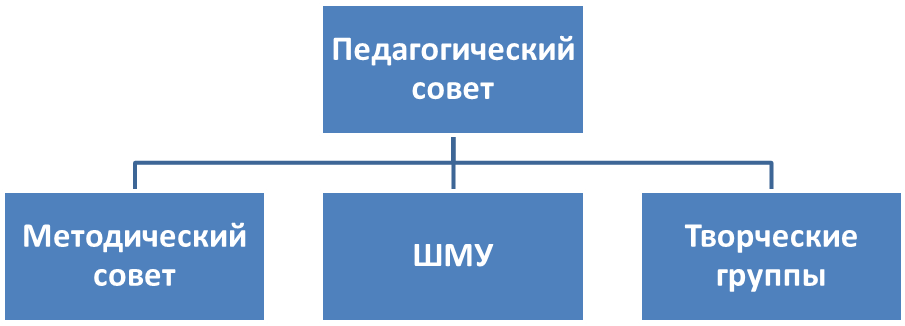 Педагогический
совет
Методический
совет
ШМУ
Творческие
группы